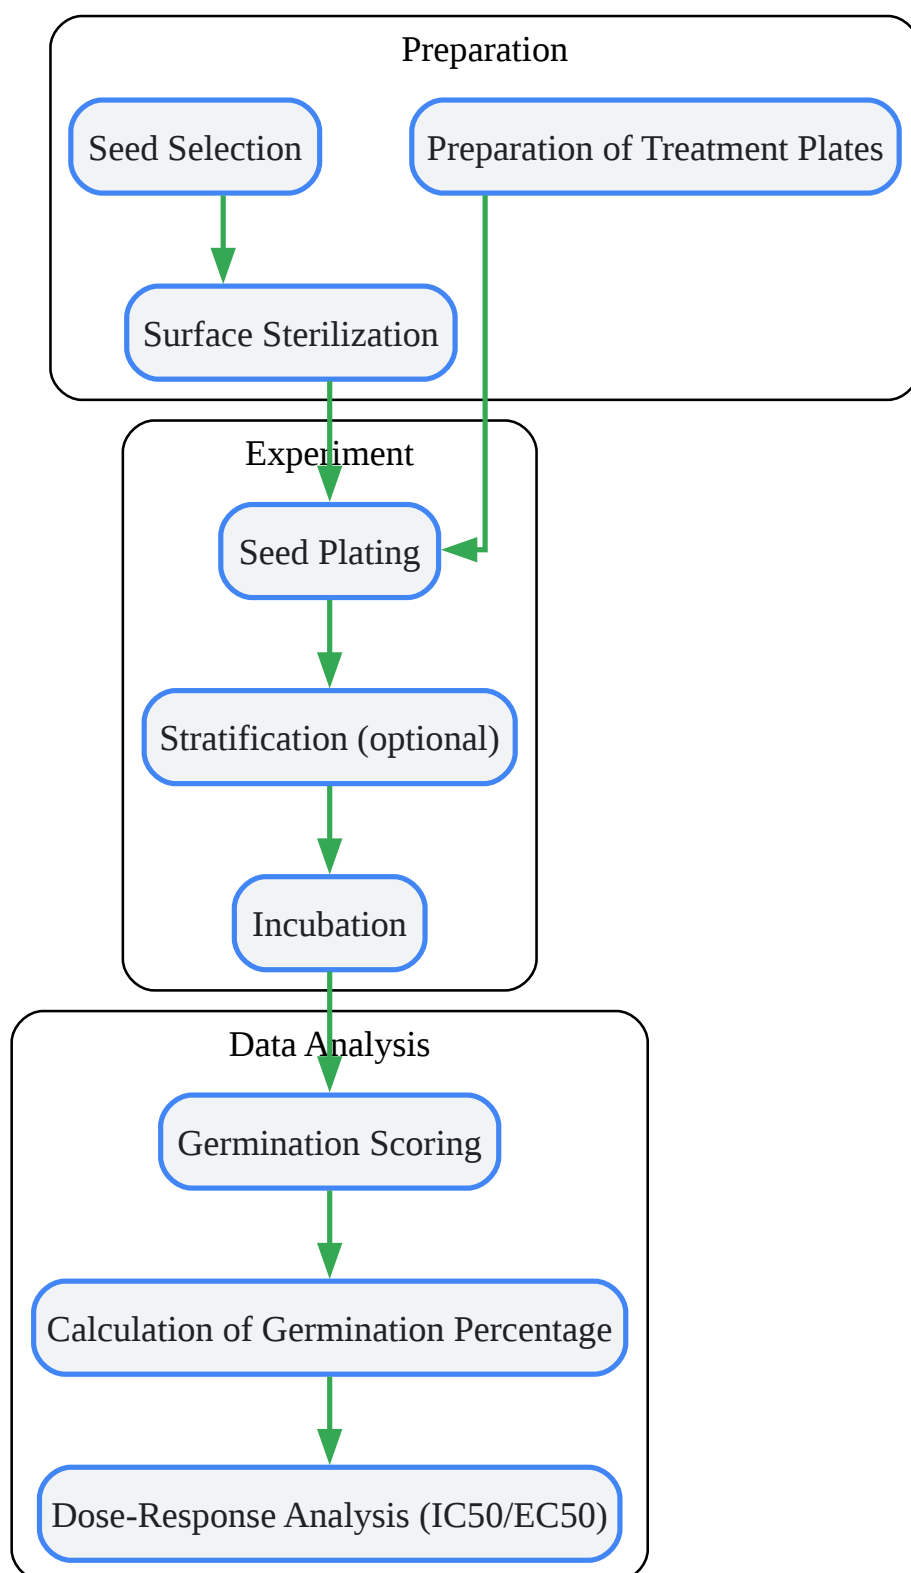 Preparation
Seed Selection
Preparation of Treatment Plates
Surface Sterilization
Experiment
Seed Plating
Stratification (optional)
Incubation
Data Analysis
Germination Scoring
Calculation of Germination Percentage
Dose-Response Analysis (IC50/EC50)